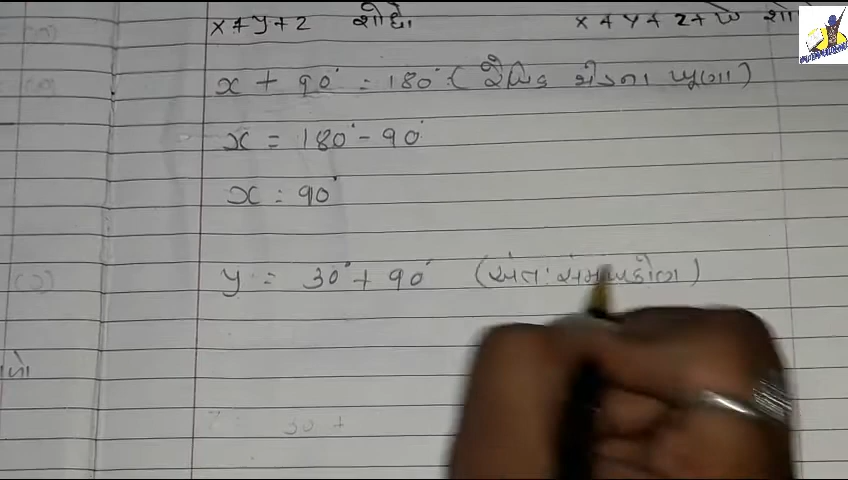 x + y + z શોધો. x + y + z + ω શો
x + 90° = 180° (રૈખિક જોડના ખૂણા)
x = 180° - 90°
x = 90°
y = 30° + 90° (અંતઃસંમુખકોણ)
30 +